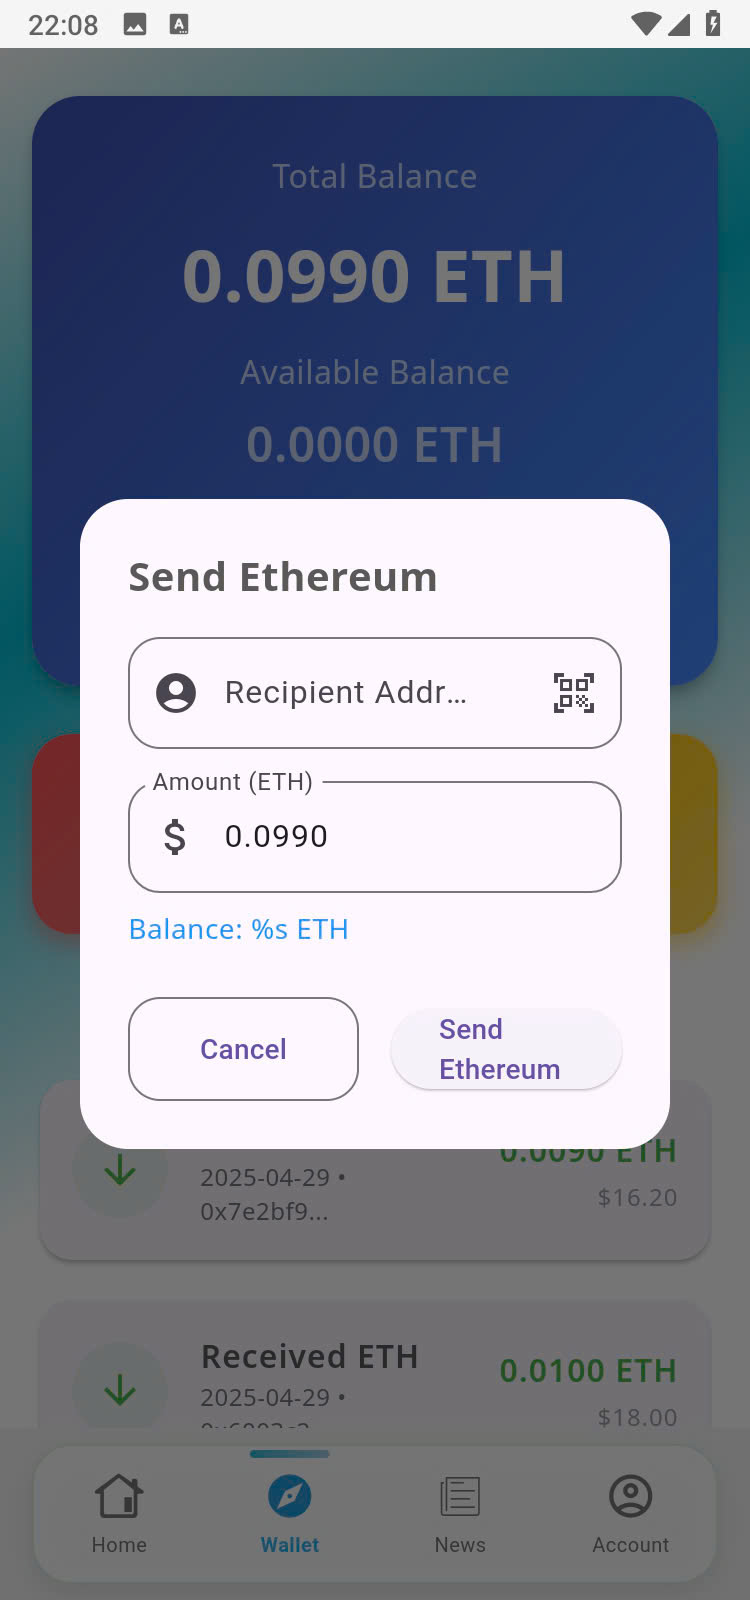 22:08
Total Balance
0.0990 ETH
Available Balance
0.0000 ETH
Send Ethereum
Recipient Addr...
Amount (ETH)
$ 0.0990
Balance: %s ETH
Cancel
Send
Ethereum
0.0090 ETH
2025-04-29 •
0x7e2bf9...
$16.20
Received ETH
0.0100 ETH
2025-04-29 •
$18.00
Home
Wallet
News
Account